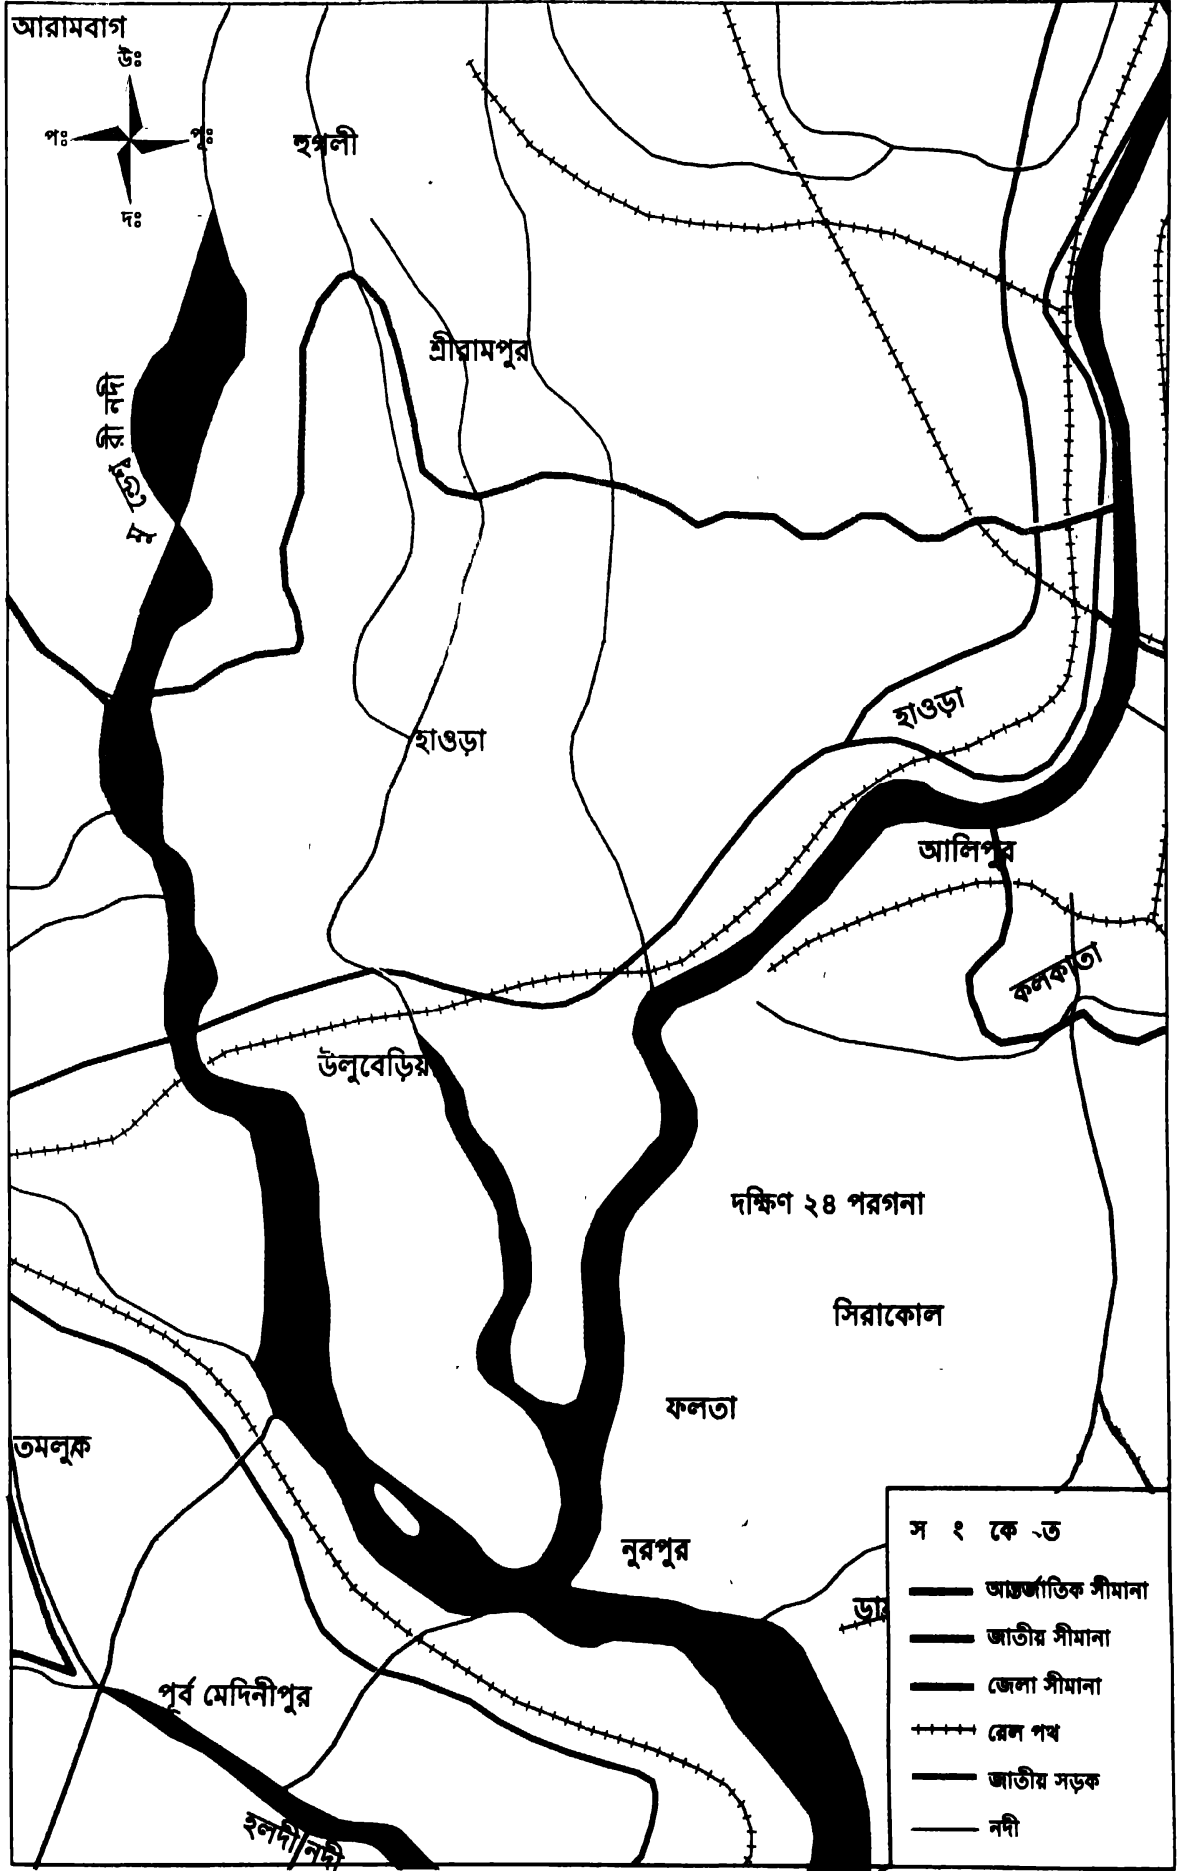 আরামবাগ
উঃ
পঃ
পূঃ
দঃ
হুগলী
শ্রীরামপুর
মুণ্ডেশ্বরী নদী
হাওড়া
হাওড়া
আলিপুর
কলকাতা
উলুবেড়িয়
দক্ষিণ ২৪ পরগনা
সিরাকোল
ফলতা
তমলুক
নুরপুর
পূর্ব মেদিনীপুর
হলদী নদী
স ং কে ত
আন্তর্জাতিক সীমানা
জাতীয় সীমানা
জেলা সীমানা
রেল পথ
জাতীয় সড়ক
নদী